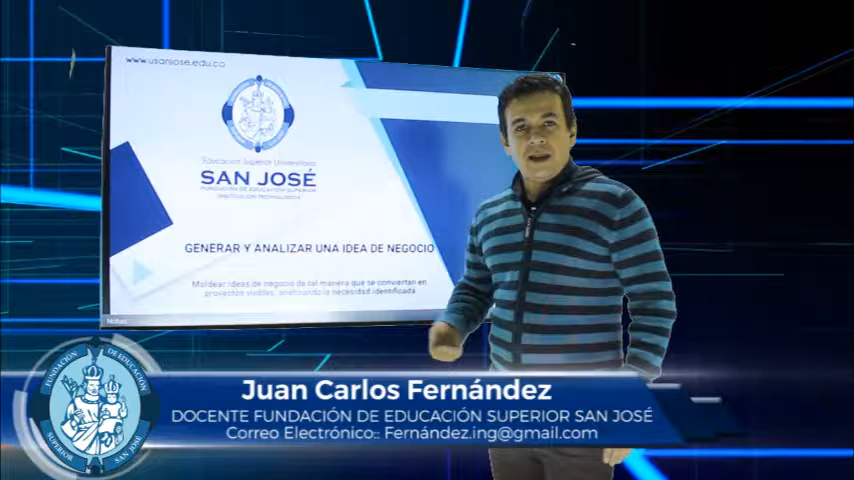 www.usanjose.edu.co
Educación Superior Universitaria
SAN JOSÉ
FUNDACIÓN DE EDUCACIÓN SUPERIOR
INSTITUCIÓN TECNOLÓGICA
GENERAR Y ANALIZAR UNA IDEA DE NEGOCIO
Moldear ideas de negocio de tal manera que se conviertan en
proyectos viables, analizando la necesidad identificada
Notas
FUNDACIÓN DE EDUCACIÓN
SUPERIOR SAN JOSÉ
Juan Carlos Fernández
DOCENTE FUNDACIÓN DE EDUCACIÓN SUPERIOR SAN JOSÉ
Correo Electrónico:: Fernández.ing@gmail.com